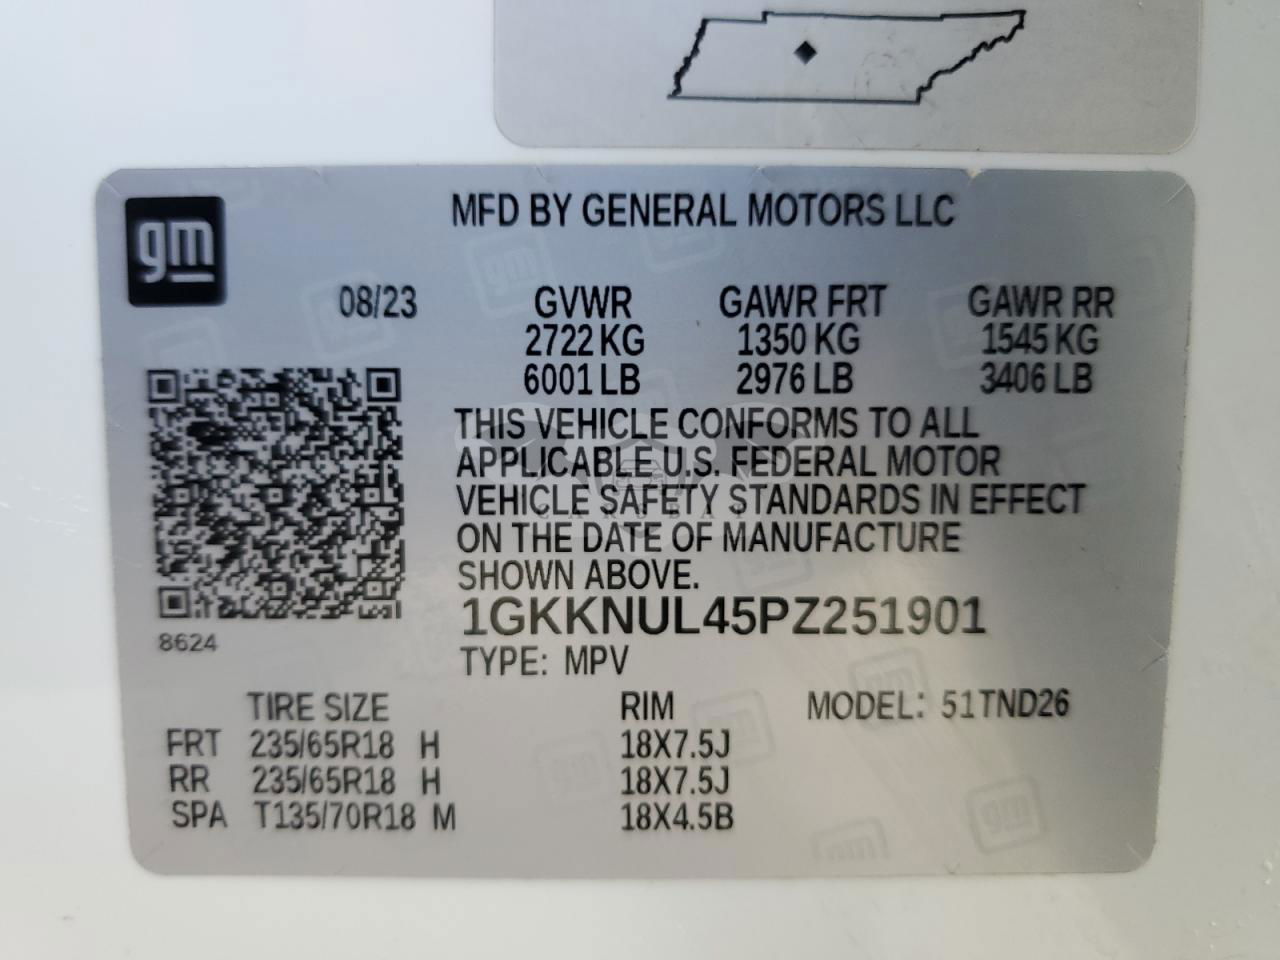 MFD BY GENERAL MOTORS LLC
gm
08/23 GVWR GAWR FRT GAWR RR
2722 KG 1350 KG 1545 KG
6001 LB 2976 LB 3406 LB
THIS VEHICLE CONFORMS TO ALL
APPLICABLE U.S. FEDERAL MOTOR
VEHICLE SAFETY STANDARDS IN EFFECT
ON THE DATE OF MANUFACTURE
SHOWN ABOVE.
1GKKNUL45PZ251901
8624
TYPE: MPV
TIRE SIZE RIM MODEL: 51TND26
FRT 235/65R18 H 18X7.5J
RR 235/65R18 H 18X7.5J
SPA T135/70R18 M 18X4.5B